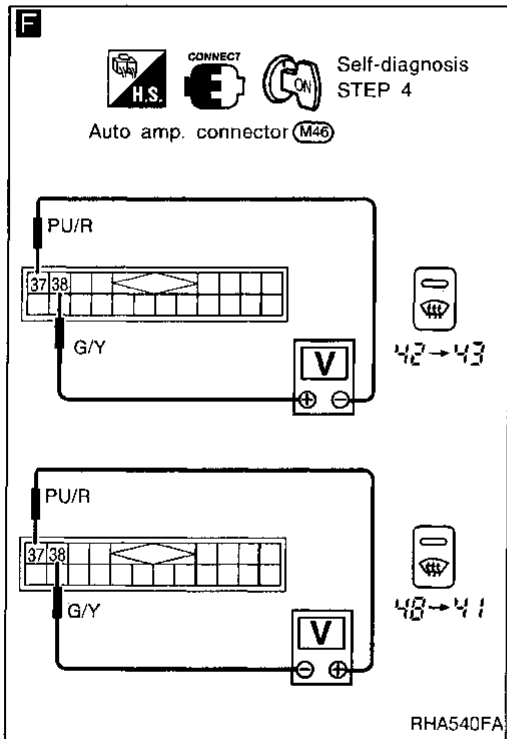 F
H.S.
CONNECT
ON
Self-diagnosis
STEP 4
Auto amp. connector M46
PU/R
37 38
G/Y
V
⊕ ⊖
42→43
PU/R
37 38
G/Y
V
⊖ ⊕
48→41
RHA540FA